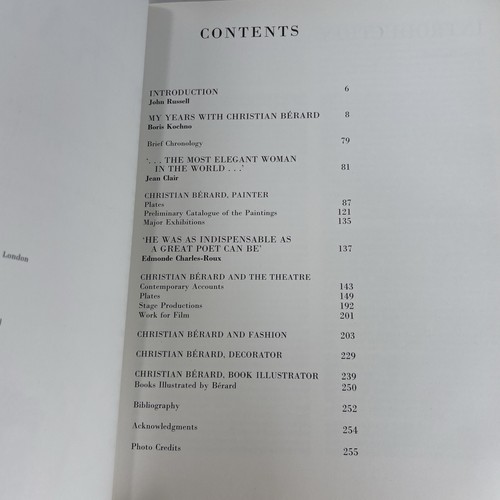 CONTENTS
INTRODUCTION 6
John Russell
MY YEARS WITH CHRISTIAN BÉRARD 8
Boris Kochno
Brief Chronology 79
‘. . . THE MOST ELEGANT WOMAN
IN THE WORLD . . .’ 81
Jean Clair
CHRISTIAN BÉRARD, PAINTER
Plates 87
Preliminary Catalogue of the Paintings 121
Major Exhibitions 135
‘HE WAS AS INDISPENSABLE AS
A GREAT POET CAN BE’ 137
Edmonde Charles-Roux
CHRISTIAN BÉRARD AND THE THEATRE
Contemporary Accounts 143
Plates 149
Stage Productions 192
Work for Film 201
CHRISTIAN BÉRARD AND FASHION 203
CHRISTIAN BÉRARD, DECORATOR 229
CHRISTIAN BÉRARD, BOOK ILLUSTRATOR 239
Books Illustrated by Bérard 250
Bibliography 252
Acknowledgments 254
Photo Credits 255
London